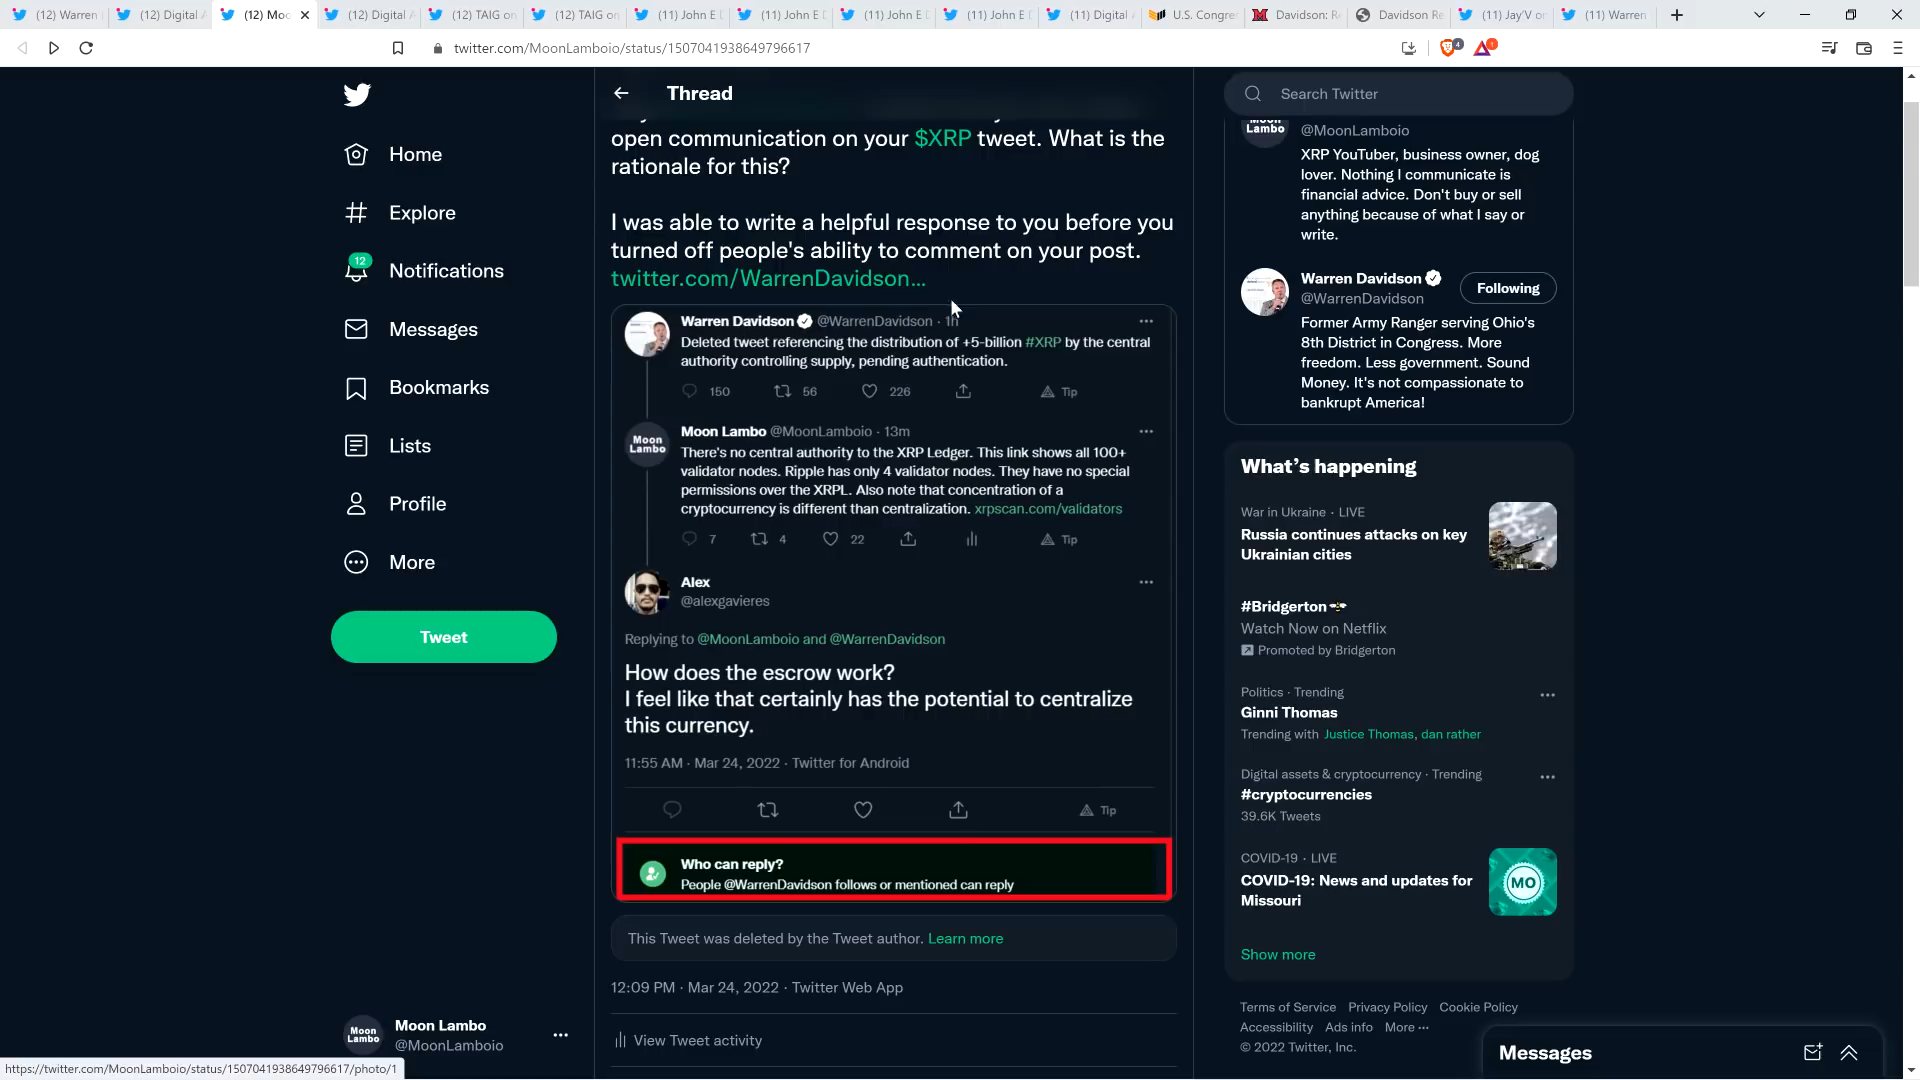 (12) Warren
(12) Digital A
(12) Moo
(12) Digital A
(12) TAIG on
(12) TAIG on
(11) John E D
(11) John E D
(11) John E D
(11) John E D
(11) Digital A
U.S. Congres
Davidson: Re
Davidson Re
(11) Jay'V on
(11) Warren
twitter.com/MoonLamboio/status/1507041938649796617
4
1
Home
Explore
12
Notifications
Messages
Bookmarks
Lists
Profile
More
Tweet
Moon Lambo
Moon Lambo
@MoonLamboio
https://twitter.com/MoonLamboio/status/1507041938649796617/photo/1
Thread
open communication on your $XRP tweet. What is the
rationale for this?
I was able to write a helpful response to you before you
turned off people's ability to comment on your post.
twitter.com/WarrenDavidson...
Warren Davidson @WarrenDavidson · 1h
Deleted tweet referencing the distribution of +5-billion #XRP by the central
authority controlling supply, pending authentication.
150 56 226 Tip
Moon Lambo
Moon Lambo @MoonLamboio · 13m
There's no central authority to the XRP Ledger. This link shows all 100+
validator nodes. Ripple has only 4 validator nodes. They have no special
permissions over the XRPL. Also note that concentration of a
cryptocurrency is different than centralization. xrpscan.com/validators
7 4 22 Tip
Alex
@alexgavieres
Replying to @MoonLamboio and @WarrenDavidson
How does the escrow work?
I feel like that certainly has the potential to centralize
this currency.
11:55 AM · Mar 24, 2022 · Twitter for Android
Tip
Who can reply?
People @WarrenDavidson follows or mentioned can reply
This Tweet was deleted by the Tweet author. Learn more
12:09 PM · Mar 24, 2022 · Twitter Web App
View Tweet activity
Search Twitter
Lambo
@MoonLamboio
XRP YouTuber, business owner, dog
lover. Nothing I communicate is
financial advice. Don't buy or sell
anything because of what I say or
write.
Warren Davidson
@WarrenDavidson
Following
Former Army Ranger serving Ohio's
8th District in Congress. More
freedom. Less government. Sound
Money. It's not compassionate to
bankrupt America!
What's happening
War in Ukraine · LIVE
Russia continues attacks on key
Ukrainian cities
#Bridgerton
Watch Now on Netflix
Promoted by Bridgerton
Politics · Trending
Ginni Thomas
Trending with Justice Thomas, dan rather
Digital assets & cryptocurrency · Trending
#cryptocurrencies
39.6K Tweets
COVID-19 · LIVE
COVID-19: News and updates for
Missouri
MO
Show more
Terms of Service Privacy Policy Cookie Policy
Accessibility Ads info More ···
© 2022 Twitter, Inc.
Messages